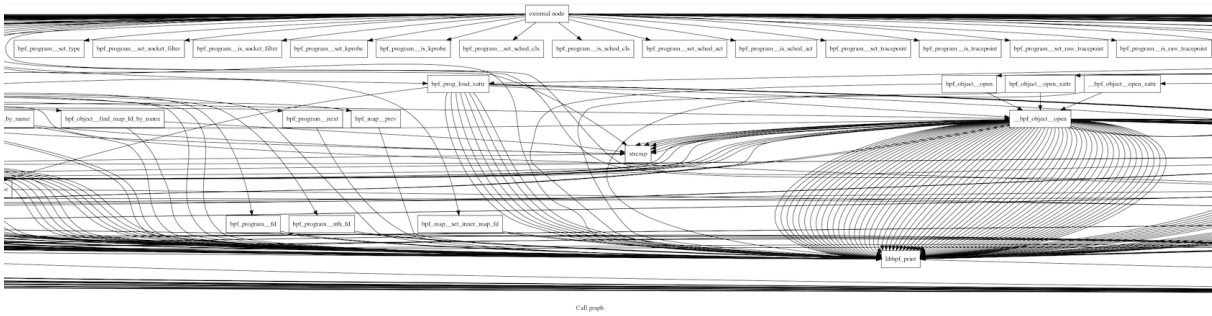 external node
bpf_program__set_type
bpf_program__set_socket_filter
bpf_program__is_socket_filter
bpf_program__set_kprobe
bpf_program__is_kprobe
bpf_program__set_sched_cls
bpf_program__is_sched_cls
bpf_program__set_sched_act
bpf_program__is_sched_act
bpf_program__set_tracepoint
bpf_program__is_tracepoint
bpf_program__set_raw_tracepoint
bpf_program__is_raw_tracepoint
bpf_prog_load_xattr
bpf_object__open
bpf_object__open_xattr
__bpf_object__open_xattr
_by_name
bpf_object__find_map_fd_by_name
bpf_program__next
bpf_map__prev
__bpf_object__open
strcmp
bpf_program__fd
bpf_program__nth_fd
bpf_map__set_inner_map_fd
libbpf_print
Call graph